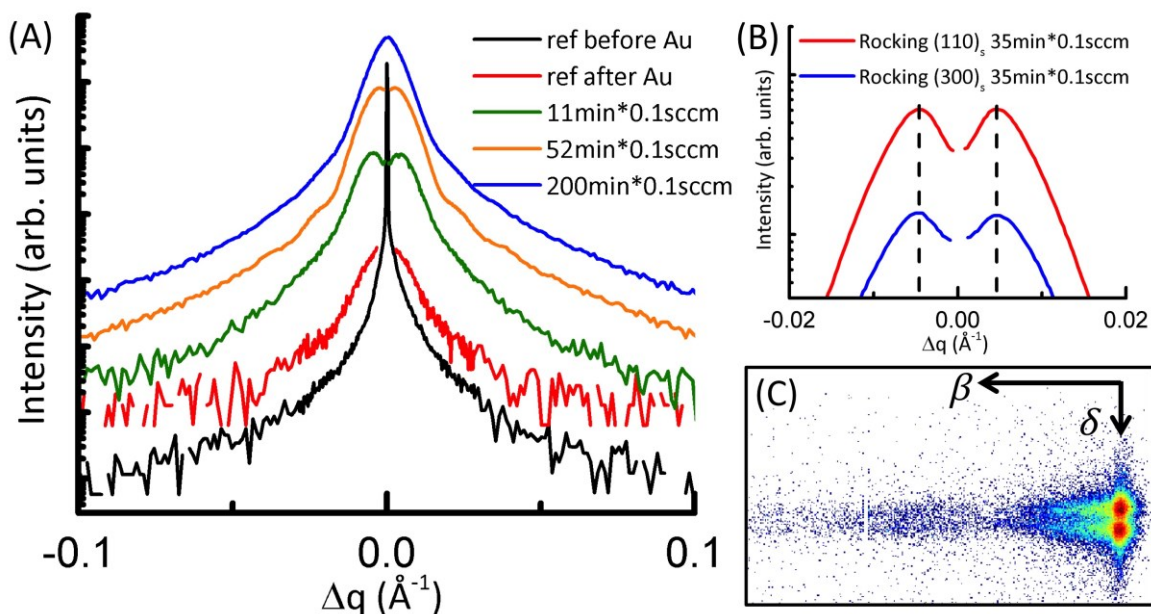 (A)
ref before Au
ref after Au
11min*0.1sccm
52min*0.1sccm
200min*0.1sccm
Intensity (arb. units)
-0.1
0.0
0.1
Δq (Å⁻¹)
(B)
Rocking (110)ₛ 35min*0.1sccm
Rocking (300)ₛ 35min*0.1sccm
Intensity (arb. units)
-0.02
0.00
0.02
Δq (Å⁻¹)
(C)
β
δ